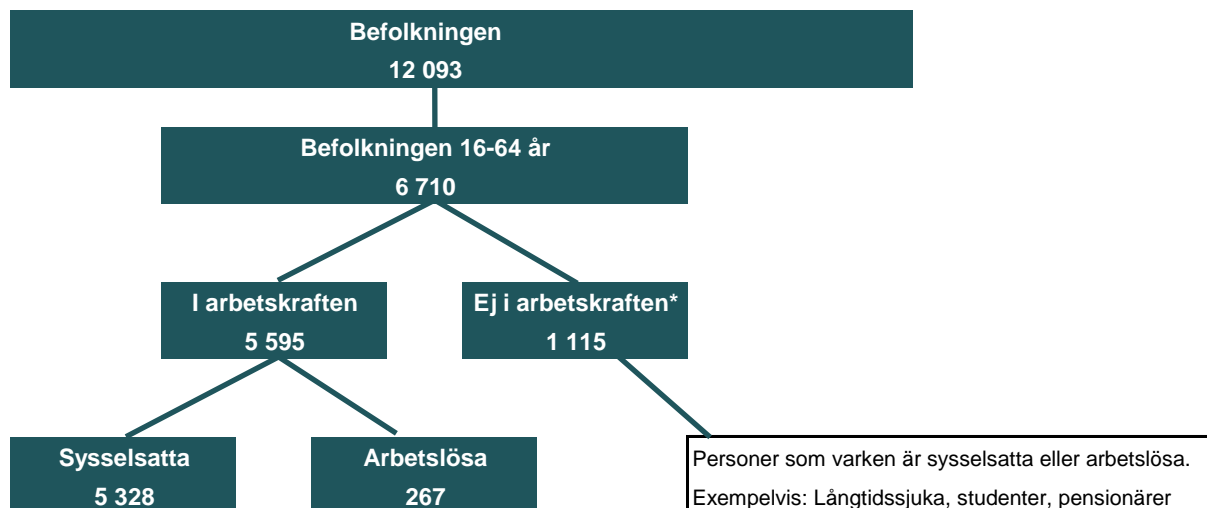 Befolkningen
12 093
Befolkningen 16-64 år
6 710
I arbetskraften
5 595
Ej i arbetskraften*
1 115
Sysselsatta
5 328
Arbetslösa
267
Personer som varken är sysselsatta eller arbetslösa.
Exempelvis: Långtidssjuka, studenter, pensionärer